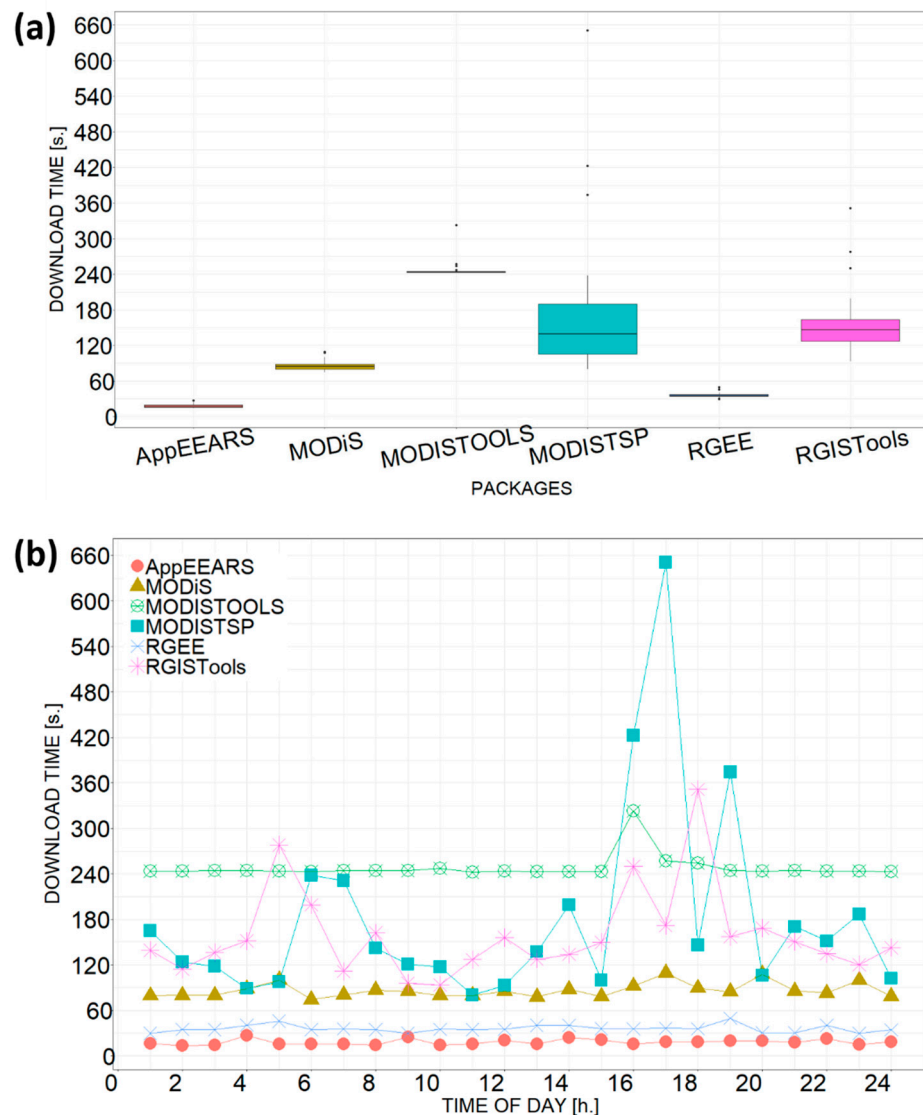 (a)
DOWNLOAD TIME [s.]
660
600
540
480
420
360
300
240
180
120
60
0
AppEEARS MODiS MODISTOOLS MODISTSP RGEE RGISTools
PACKAGES
(b)
DOWNLOAD TIME [s.]
660
600
540
480
420
360
300
240
180
120
60
0
AppEEARS
MODiS
MODISTOOLS
MODISTSP
RGEE
RGISTools
0 2 4 6 8 10 12 14 16 18 20 22 24
TIME OF DAY [h.]